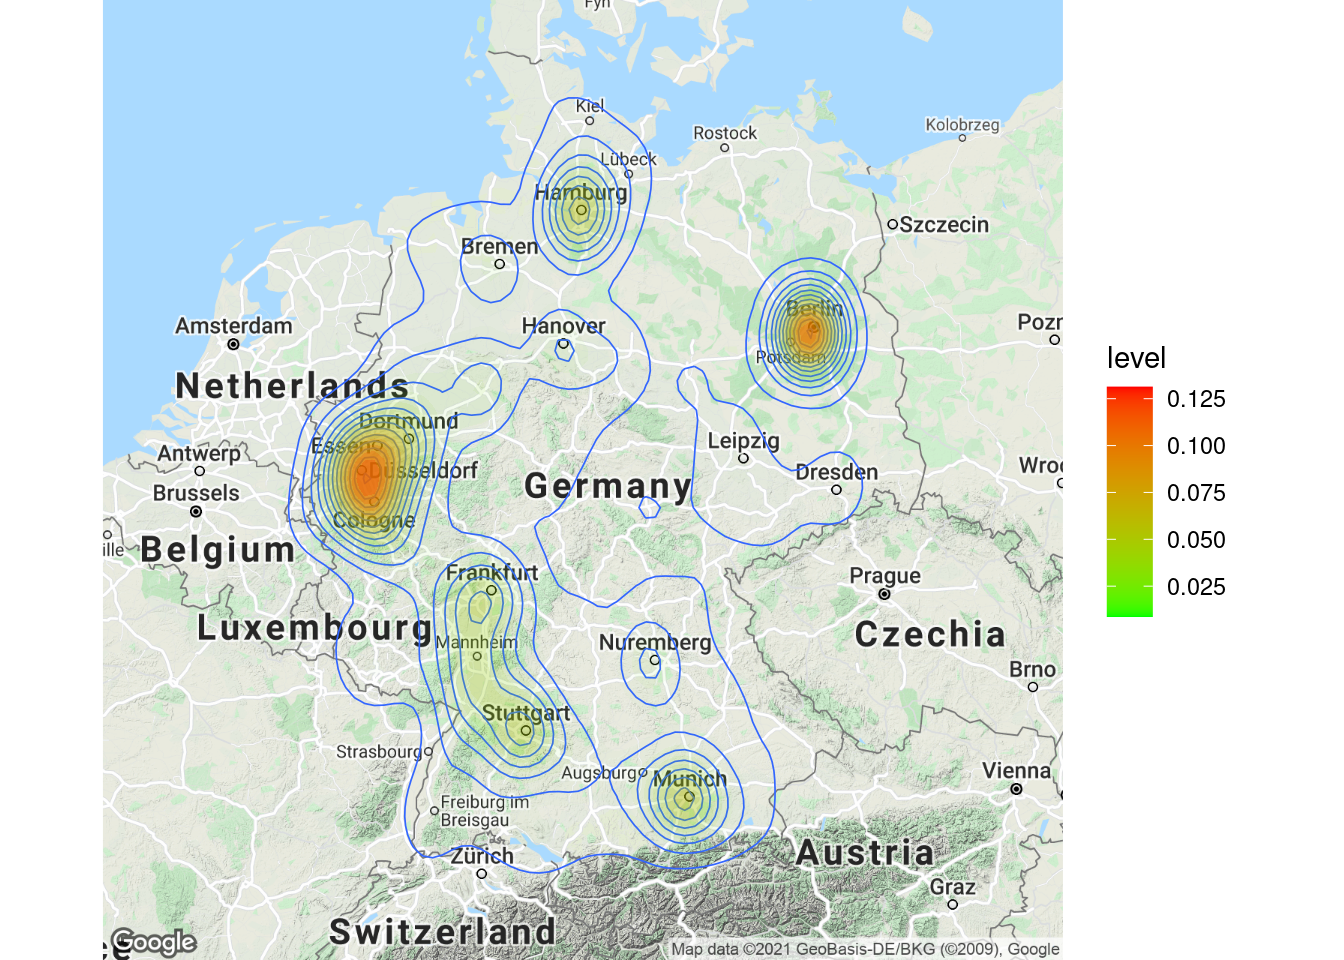 Fyn
Kiel
Kolobrzeg
Rostock
Lübeck
Hamburg
Szczecin
Bremen
Berlin
Amsterdam
Hanover
Pozr
Potsdam
level
Netherlands
0.125
Dortmund
Essen
Leipzig
0.100
Antwerp
Düsseldorf
Dresden
Wroc
Germany
Brussels
0.075
Cologne
0.050
ille
Belgium
Frankfurt
Prague
0.025
Luxembourg
Mannheim
Nuremberg
Czechia
Brno
Stuttgart
Strasbourg
Augsburg
Munich
Vienna
Freiburg im
Breisgau
Zürich
Austria
Graz
Switzerland
ce
Google
Map data ©2021 GeoBasis-DE/BKG (©2009), Google